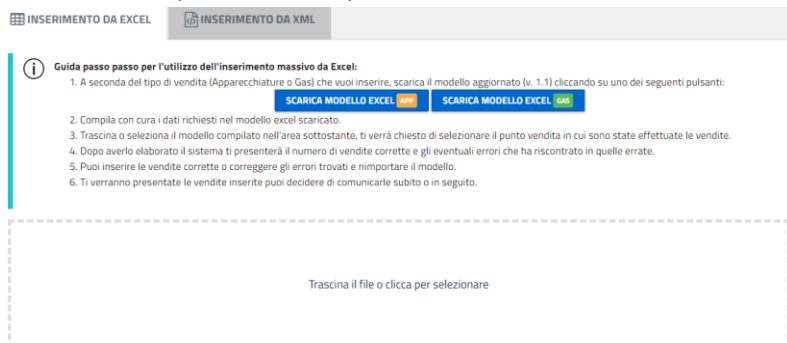 INSERIMENTO DA EXCEL
INSERIMENTO DA XML
Guida passo passo per l'utilizzo dell'inserimento massivo da Excel:
1. A seconda del tipo di vendita (Apparecchiature o Gas) che vuoi inserire, scarica il modello aggiornato (v. 1.1) cliccando su uno dei seguenti pulsanti:
SCARICA MODELLO EXCEL APP
SCARICA MODELLO EXCEL GAS
2. Compila con cura i dati richiesti nel modello excel scaricato.
3. Trascina o seleziona il modello compilato nell'area sottostante, ti verrà chiesto di selezionare il punto vendita in cui sono state effettuate le vendite.
4. Dopo averlo elaborato il sistema ti presenterà il numero di vendite corrette e gli eventuali errori che ha riscontrato in quelle errate.
5. Puoi inserire le vendite corrette o correggere gli errori trovati e riimportare il modello.
6. Ti verranno presentate le vendite inserite puoi decidere di comunicarle subito o in seguito.
Trascina il file o clicca per selezionare